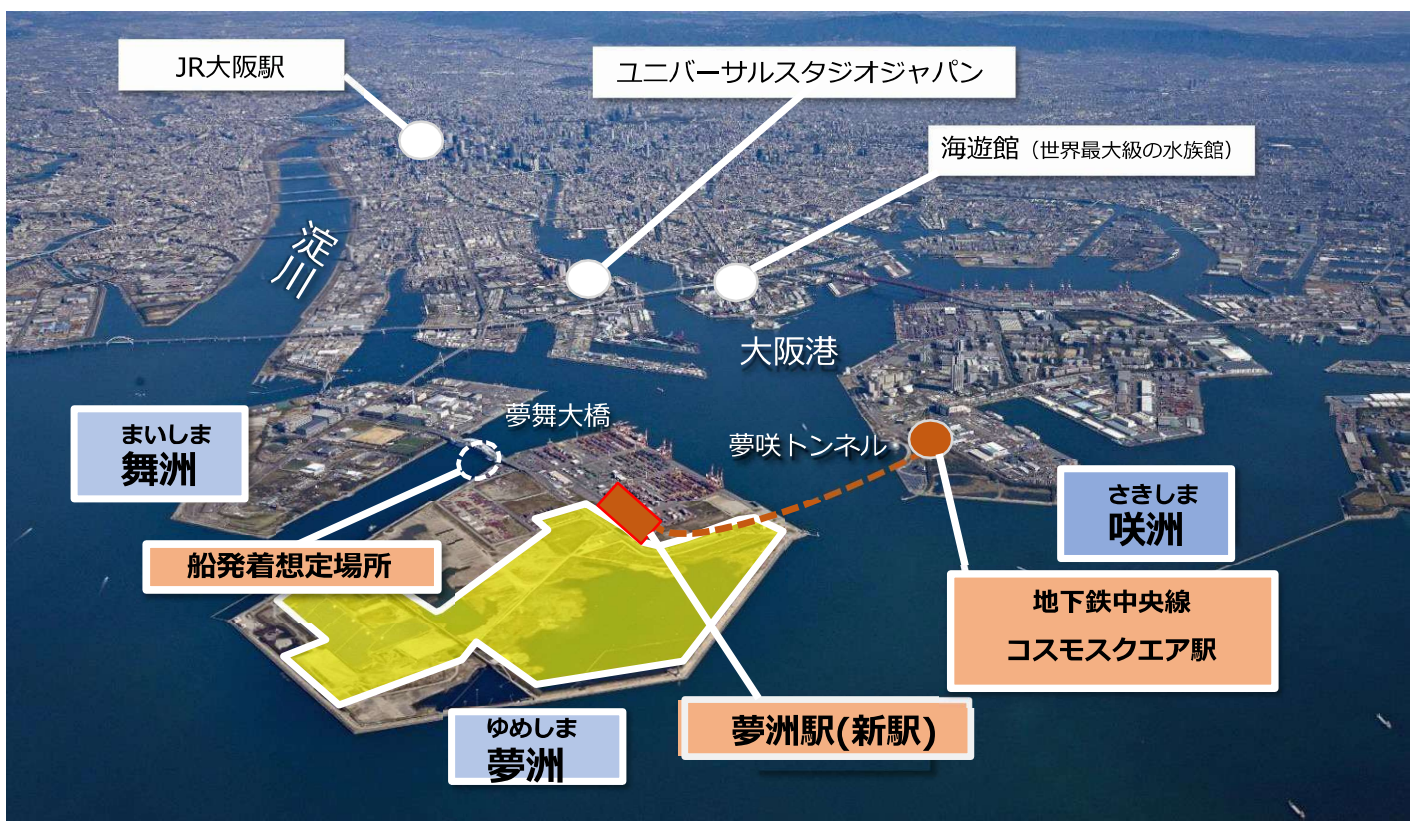 JR大阪駅
ユニバーサルスタジオジャパン
海遊館（世界最大級の水族館）
淀川
大阪港
夢舞大橋
夢咲トンネル
まいしま
舞洲
さきしま
咲洲
船発着想定場所
地下鉄中央線
コスモスクエア駅
夢洲駅(新駅)
ゆめしま
夢洲